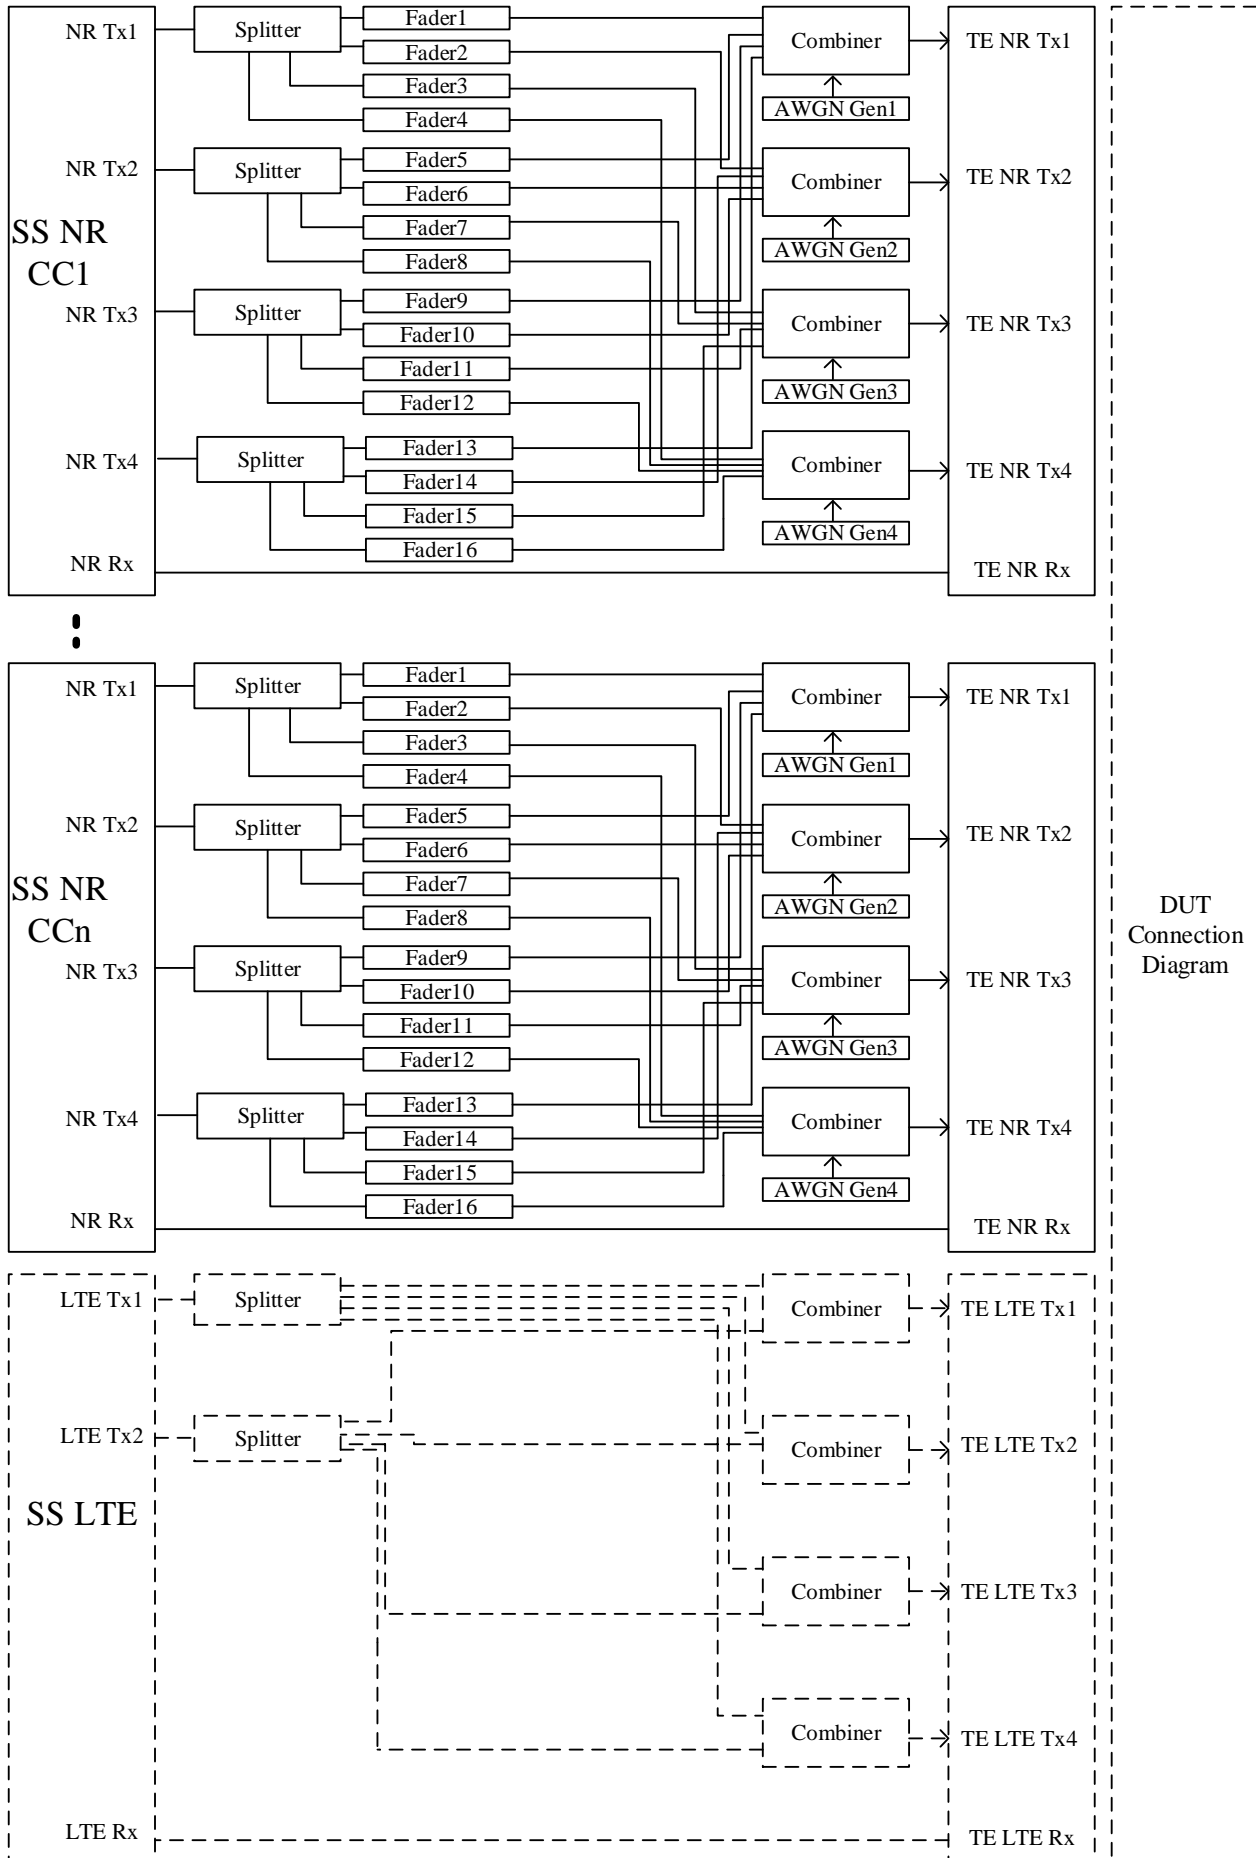 NR Tx1
Splitter
Fader1
Fader2
Fader3
Fader4
Combiner
AWGN Gen1
TE NR Tx1
NR Tx2
Splitter
Fader5
Fader6
Fader7
Fader8
Combiner
AWGN Gen2
TE NR Tx2
SS NR
CC1
NR Tx3
Splitter
Fader9
Fader10
Fader11
Fader12
Combiner
AWGN Gen3
TE NR Tx3
NR Tx4
Splitter
Fader13
Fader14
Fader15
Fader16
Combiner
AWGN Gen4
TE NR Tx4
NR Rx
TE NR Rx
NR Tx1
Splitter
Fader1
Fader2
Fader3
Fader4
Combiner
AWGN Gen1
TE NR Tx1
NR Tx2
Splitter
Fader5
Fader6
Fader7
Fader8
Combiner
AWGN Gen2
TE NR Tx2
SS NR
CCn
NR Tx3
Splitter
Fader9
Fader10
Fader11
Fader12
Combiner
AWGN Gen3
TE NR Tx3
NR Tx4
Splitter
Fader13
Fader14
Fader15
Fader16
Combiner
AWGN Gen4
TE NR Tx4
NR Rx
TE NR Rx
DUT
Connection
Diagram
LTE Tx1
Splitter
Combiner
TE LTE Tx1
LTE Tx2
Splitter
Combiner
TE LTE Tx2
SS LTE
Combiner
TE LTE Tx3
Combiner
TE LTE Tx4
LTE Rx
TE LTE Rx